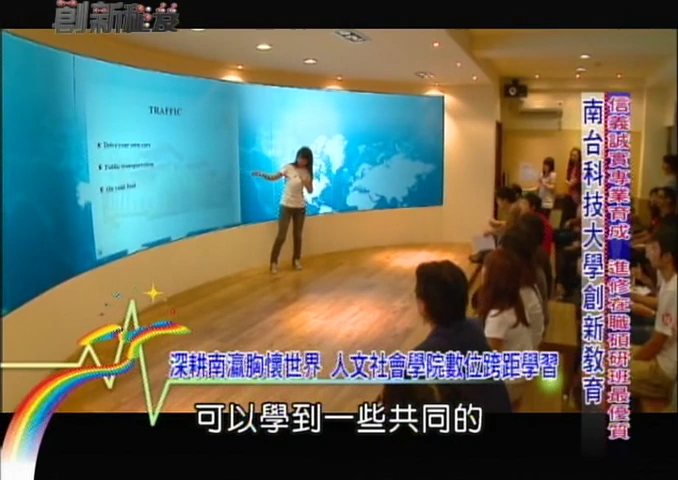 創新
TRAFFIC
Drive your own cars
Public transportation
信義誠實專業育成 進修在職碩研班最優質
南台科技大學創新教育
深耕南瀛胸懷世界 人文社會學院數位跨距學習
可以學到一些共同的